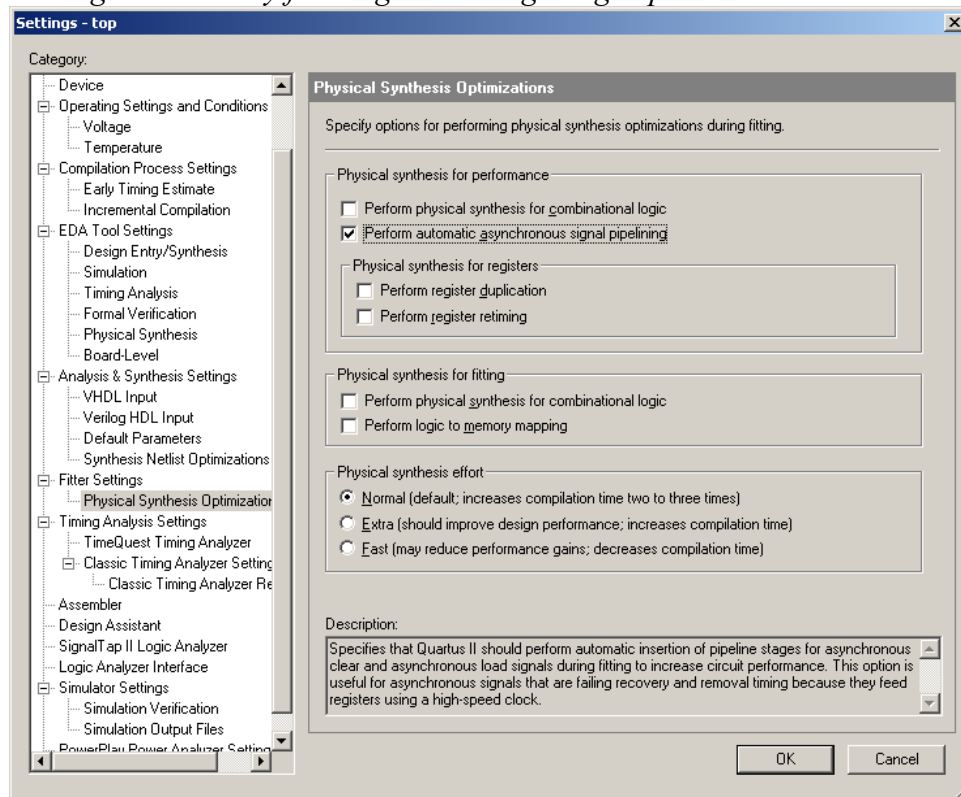 Settings - top
Category:
Device
Operating Settings and Conditions
Voltage
Temperature
Compilation Process Settings
Early Timing Estimate
Incremental Compilation
EDA Tool Settings
Design Entry/Synthesis
Simulation
Timing Analysis
Formal Verification
Physical Synthesis
Board-Level
Analysis & Synthesis Settings
VHDL Input
Verilog HDL Input
Default Parameters
Synthesis Netlist Optimizations
Fitter Settings
Physical Synthesis Optimization
Timing Analysis Settings
TimeQuest Timing Analyzer
Classic Timing Analyzer Setting
Classic Timing Analyzer Re
Assembler
Design Assistant
SignalTap II Logic Analyzer
Logic Analyzer Interface
Simulator Settings
Simulation Verification
Simulation Output Files
PowerPlay Power Analyzer Setting
Physical Synthesis Optimizations
Specify options for performing physical synthesis optimizations during fitting.
Physical synthesis for performance
Perform physical synthesis for combinational logic
Perform automatic asynchronous signal pipelining
Physical synthesis for registers
Perform register duplication
Perform register retiming
Physical synthesis for fitting
Perform physical synthesis for combinational logic
Perform logic to memory mapping
Physical synthesis effort
Normal (default; increases compilation time two to three times)
Extra (should improve design performance; increases compilation time)
Fast (may reduce performance gains; decreases compilation time)
Description:
Specifies that Quartus II should perform automatic insertion of pipeline stages for asynchronous
clear and asynchronous load signals during fitting to increase circuit performance. This option is
useful for asynchronous signals that are failing recovery and removal timing because they feed
registers using a high-speed clock.
OK
Cancel